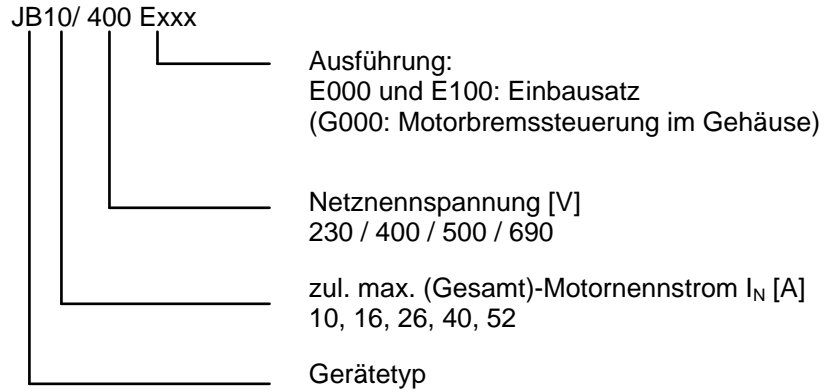 JB10/ 400 Exxx
Ausführung:
E000 und E100: Einbausatz
(G000: Motorbremssteuerung im Gehäuse)
Netznennspannung [V]
230 / 400 / 500 / 690
zul. max. (Gesamt)-Motornennstrom I_N [A]
10, 16, 26, 40, 52
Gerätetyp